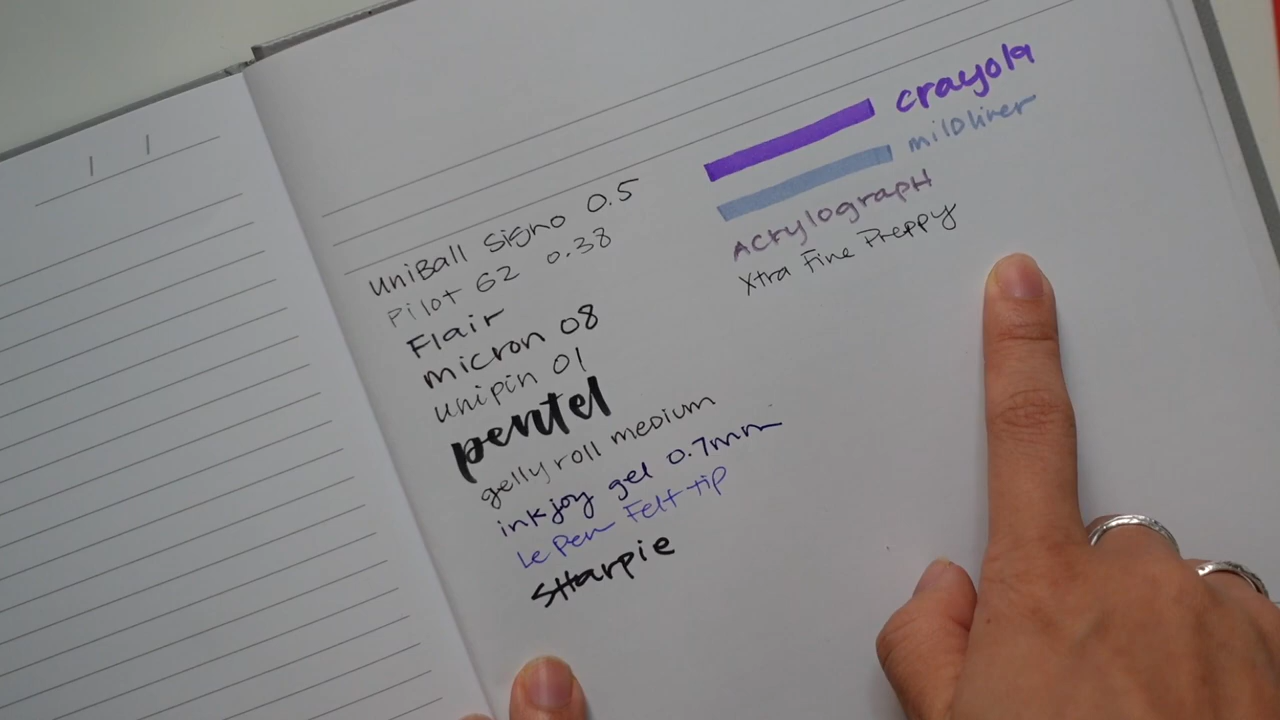 uniBall Signo 0.5
Pilot G2 0.38
Flair
micron 08
unipin 01
pentel
gelly roll medium
inkjoy gel 0.7mm
Le Pen Felt tip
SHarpie
crayola
milDliner
AcrylograpH
Xtra Fine Preppy